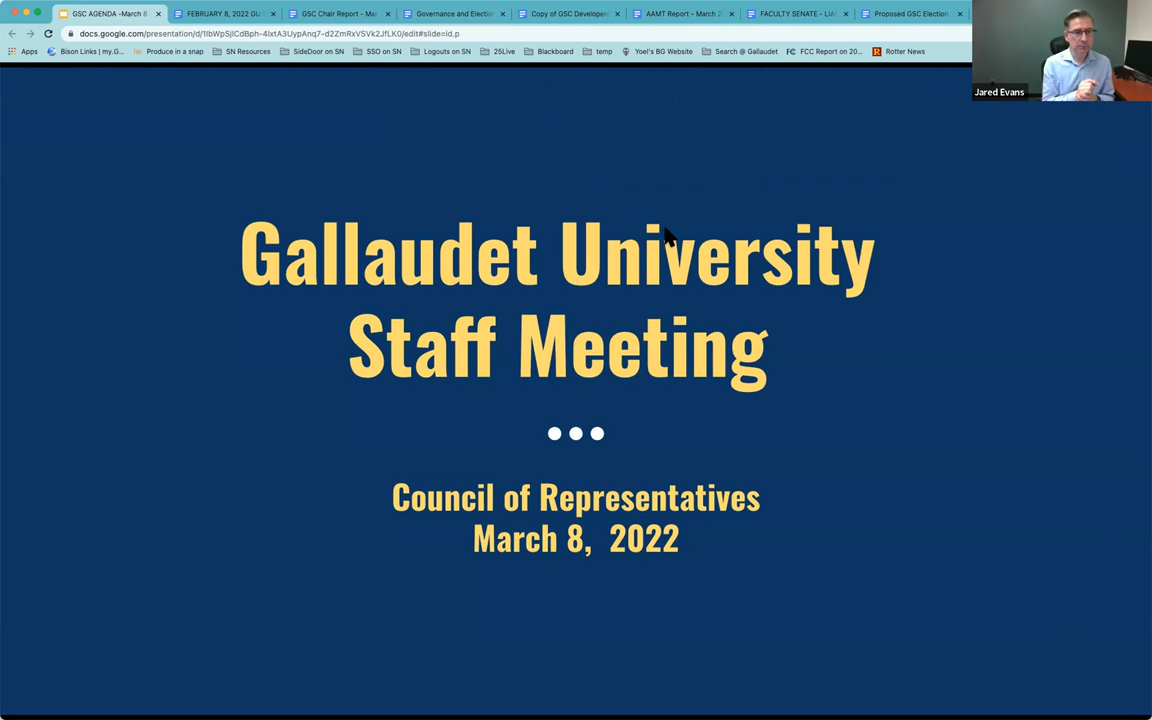 GSC AGENDA -March 8
FEBRUARY 8, 2022 GU
GSC Chair Report - Mar
Governance and Electio
Copy of GSC Develope
AAMT Report - March 2
FACULTY SENATE - LIA
Proposed GSC Election
Apps
Bison Links | my.G...
Produce in a snap
SN Resources
SideDoor on SN
SSO on SN
Logouts on SN
25Live
Blackboard
temp
Yoel's BG Website
Search @ Gallaudet
FCC Report on 20...
Rotter News
Jared Evans
Gallaudet University
Staff Meeting
Council of Representatives
March 8, 2022